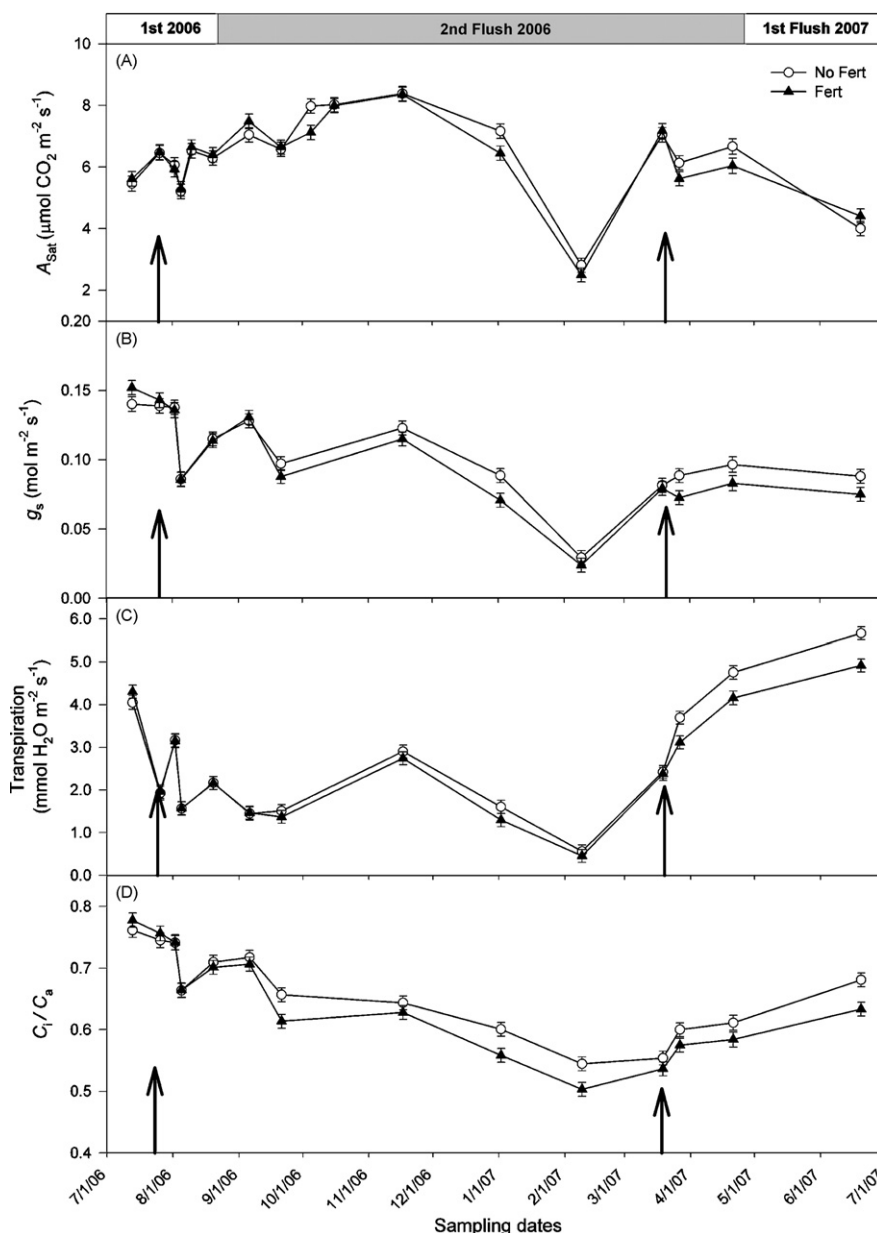 1st 2006 2nd Flush 2006 1st Flush 2007
(A)
No Fert
Fert
10
8
6
4
2
A_Sat (μmol CO₂ m⁻² s⁻¹)
(B)
0.20
0.15
0.10
0.05
0.00
g_s (mol m⁻² s⁻¹)
(C)
6.0
5.0
4.0
3.0
2.0
1.0
0.0
Transpiration
(mmol H₂O m⁻² s⁻¹)
(D)
0.8
0.7
0.6
0.5
0.4
C_i / C_a
7/1/06 8/1/06 9/1/06 10/1/06 11/1/06 12/1/06 1/1/07 2/1/07 3/1/07 4/1/07 5/1/07 6/1/07 7/1/07
Sampling dates